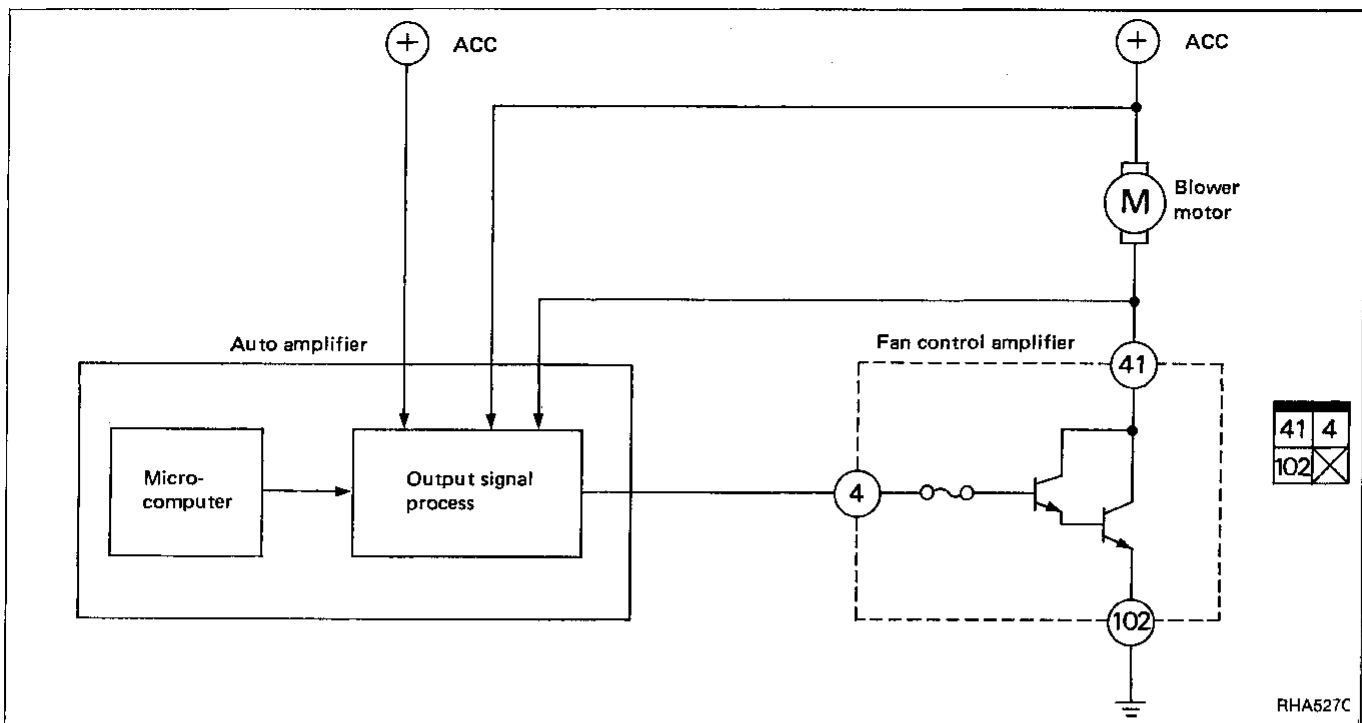 + ACC
+ ACC
M
Blower
motor
Auto amplifier
Fan control amplifier
41
Micro-
computer
Output signal
process
4
41 4
102
102
RHA527C